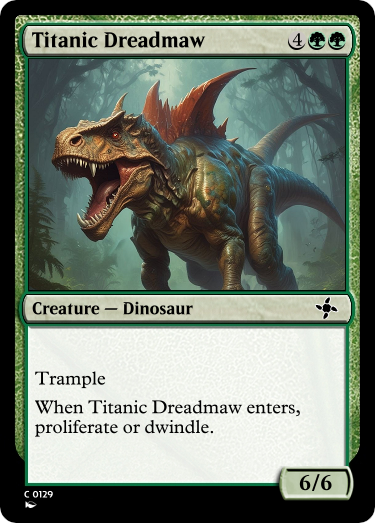 Titanic Dreadmaw 4
Creature — Dinosaur
Trample
When Titanic Dreadmaw enters,
proliferate or dwindle.
6/6
C 0129